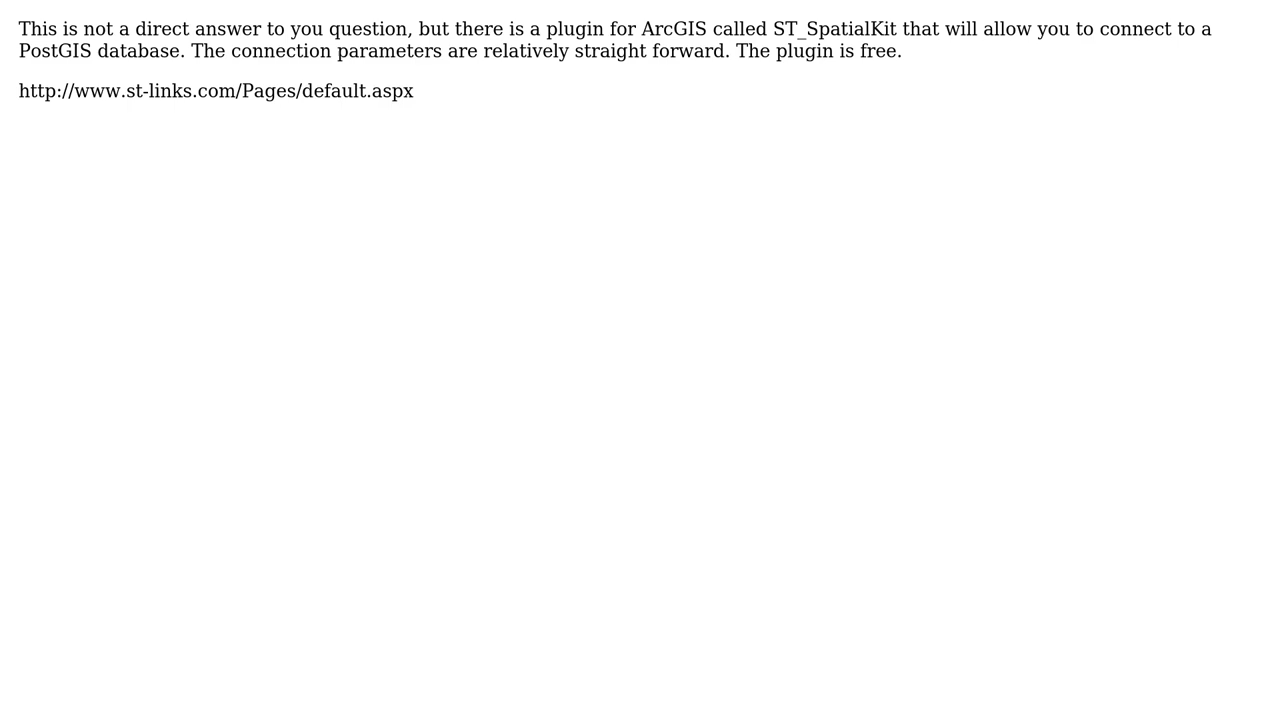 This is not a direct answer to you question, but there is a plugin for ArcGIS called ST_SpatialKit that will allow you to connect to a
PostGIS database. The connection parameters are relatively straight forward. The plugin is free.
http://www.st-links.com/Pages/default.aspx